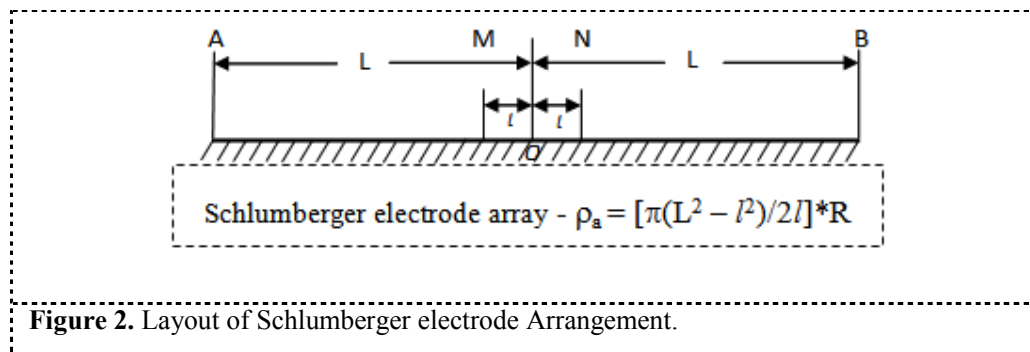 A M N B
L L
l l
O
Schlumberger electrode array - ρₐ = [π(L² – l²)/2l]*R
Figure 2. Layout of Schlumberger electrode Arrangement.